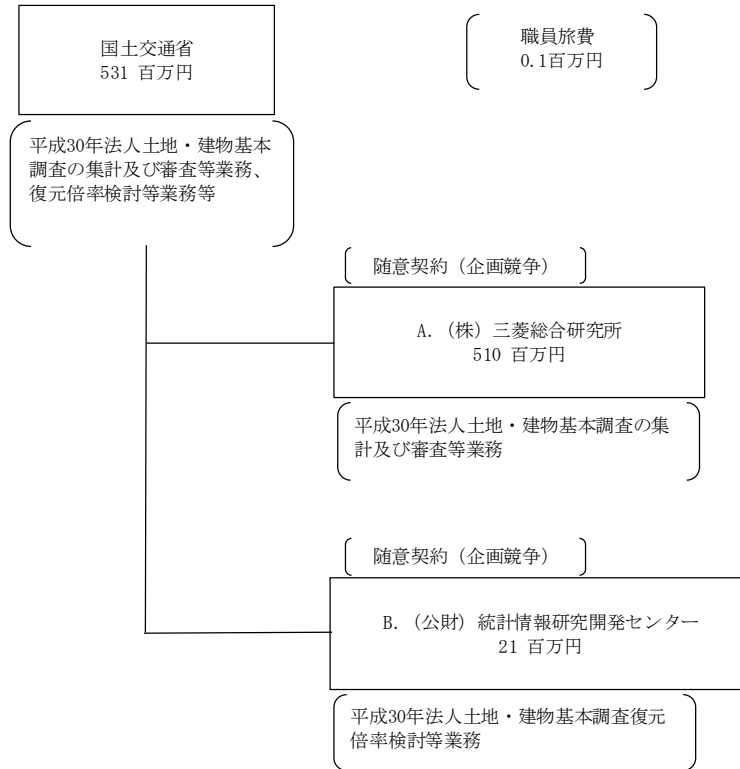 国土交通省
531 百万円
職員旅費
0.1百万円
平成30年法人土地・建物基本
調査の集計及び審査等業務、
復元倍率検討等業務等
随意契約（企画競争）
A.（株）三菱総合研究所
510 百万円
平成30年法人土地・建物基本調査の集
計及び審査等業務
随意契約（企画競争）
B.（公財）統計情報研究開発センター
21 百万円
平成30年法人土地・建物基本調査復元
倍率検討等業務